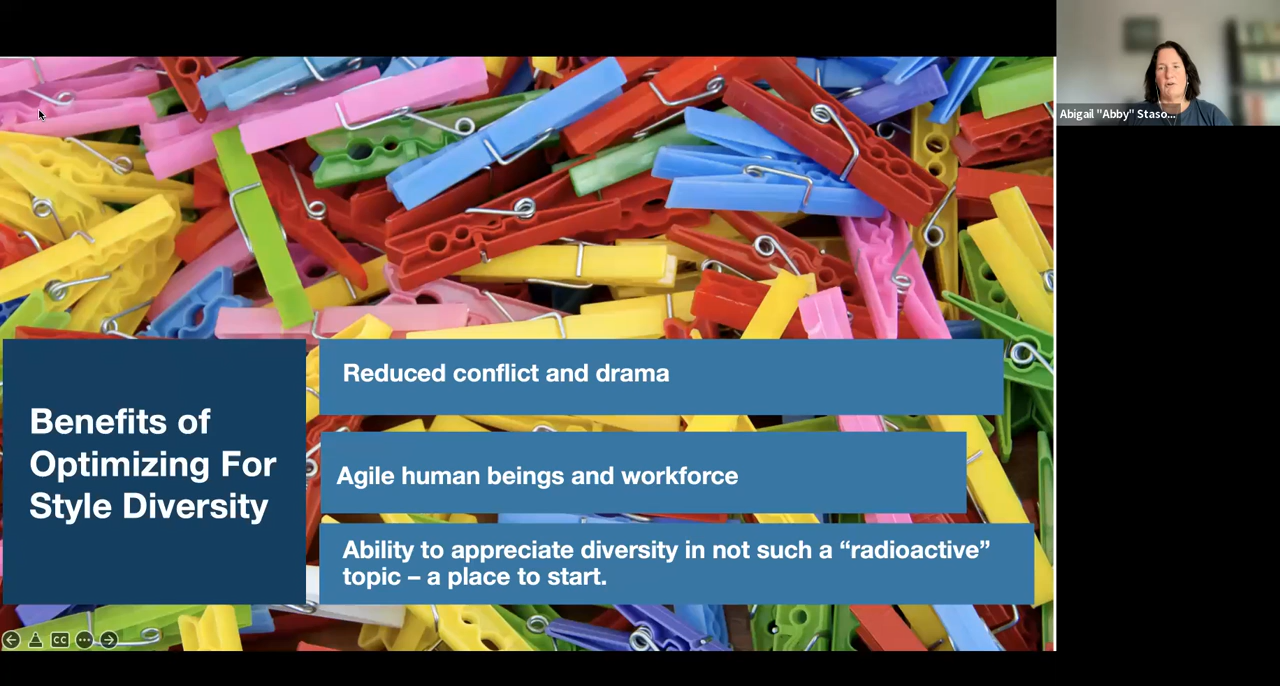 Abigail "Abby" Staso...
Benefits of
Optimizing For
Style Diversity
Reduced conflict and drama
Agile human beings and workforce
Ability to appreciate diversity in not such a “radioactive”
topic – a place to start.
CC